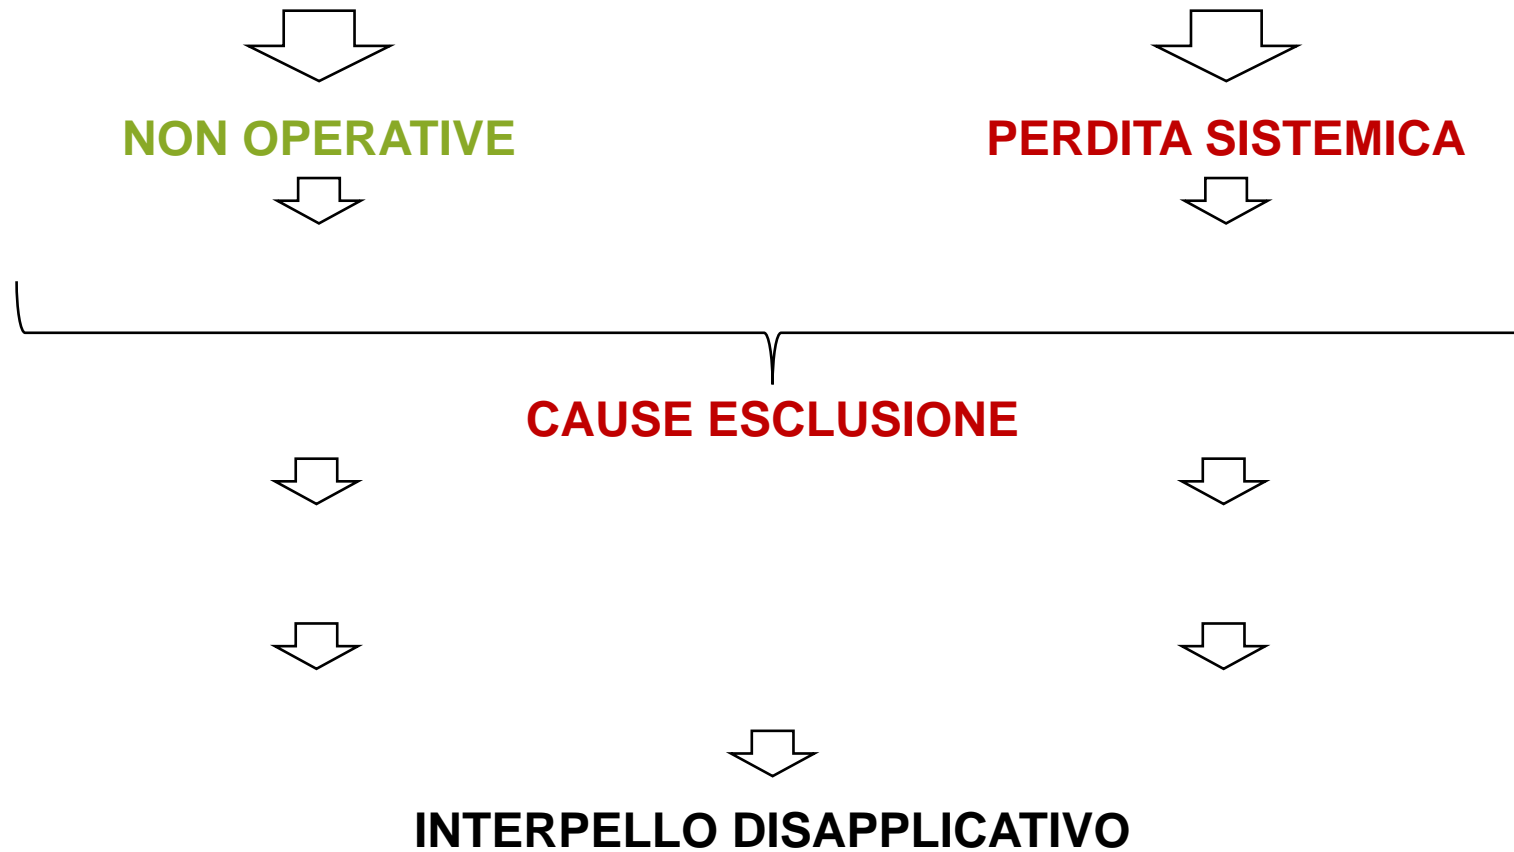 NON OPERATIVE
PERDITA SISTEMICA
CAUSE ESCLUSIONE
INTERPELLO DISAPPLICATIVO